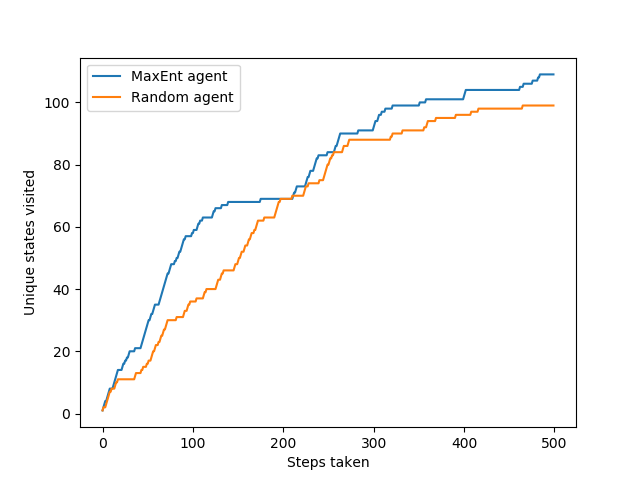 MaxEnt agent
Random agent
100
80
60
40
20
0
Unique states visited
0 100 200 300 400 500
Steps taken